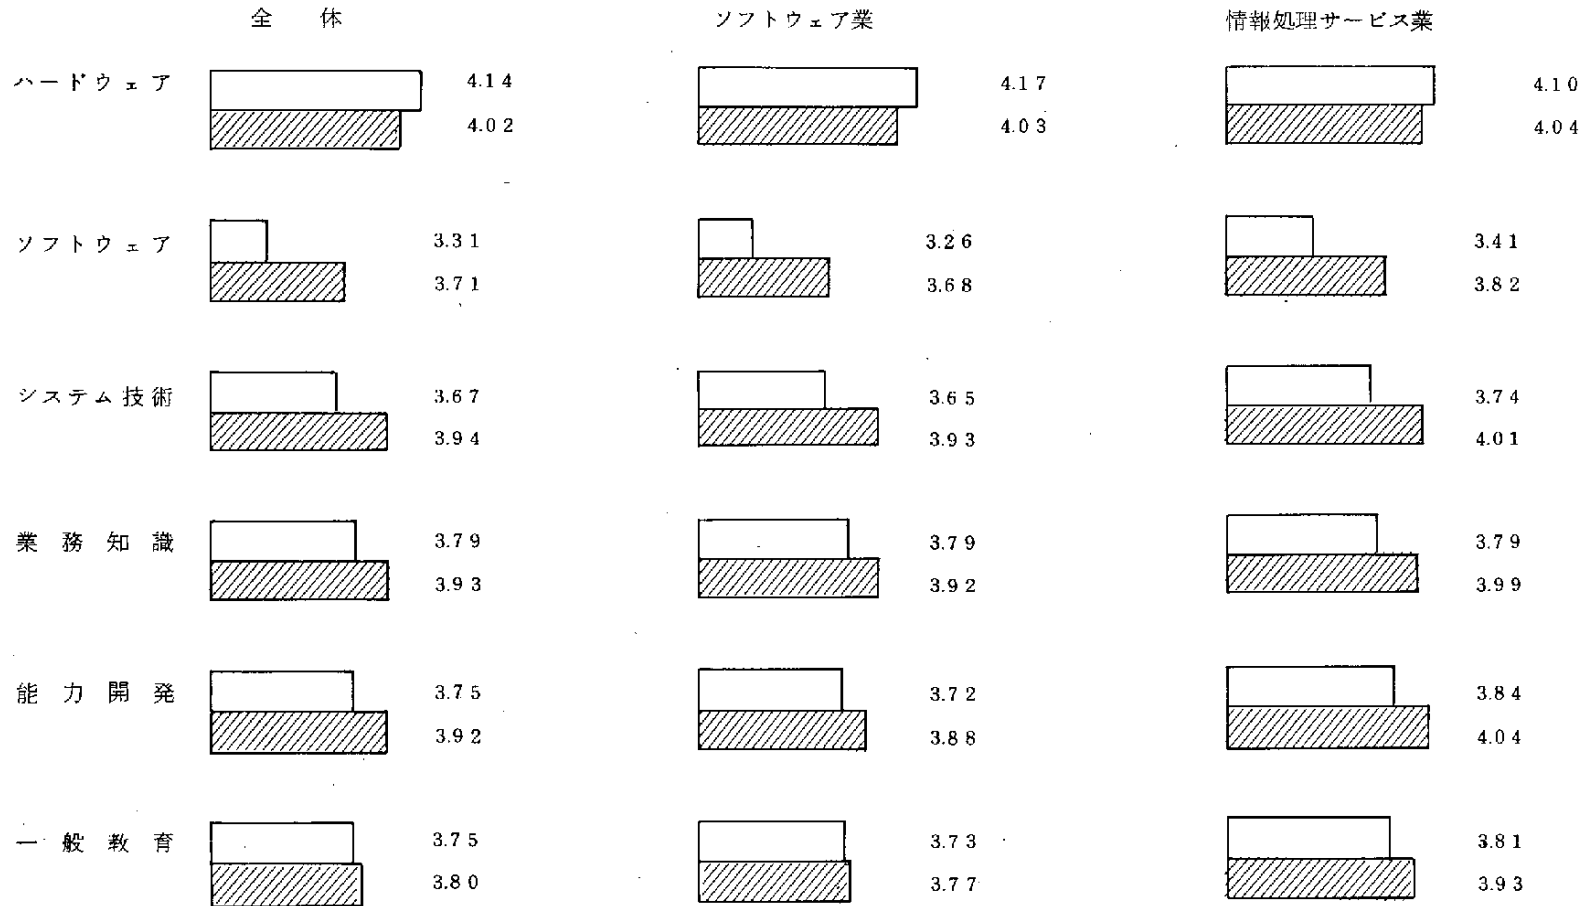 全 体 ソフトウェア業 情報処理サービス業
ハードウェア 4.14 4.17 4.10
4.02 4.03 4.04
ソフトウェア 3.31 3.26 3.41
3.71 3.68 3.82
システム技術 3.67 3.65 3.74
3.94 3.93 4.01
業務知識 3.79 3.79 3.79
3.93 3.92 3.99
能力開発 3.75 3.72 3.84
3.92 3.88 4.04
一般教育 3.75 3.73 3.81
3.80 3.77 3.93